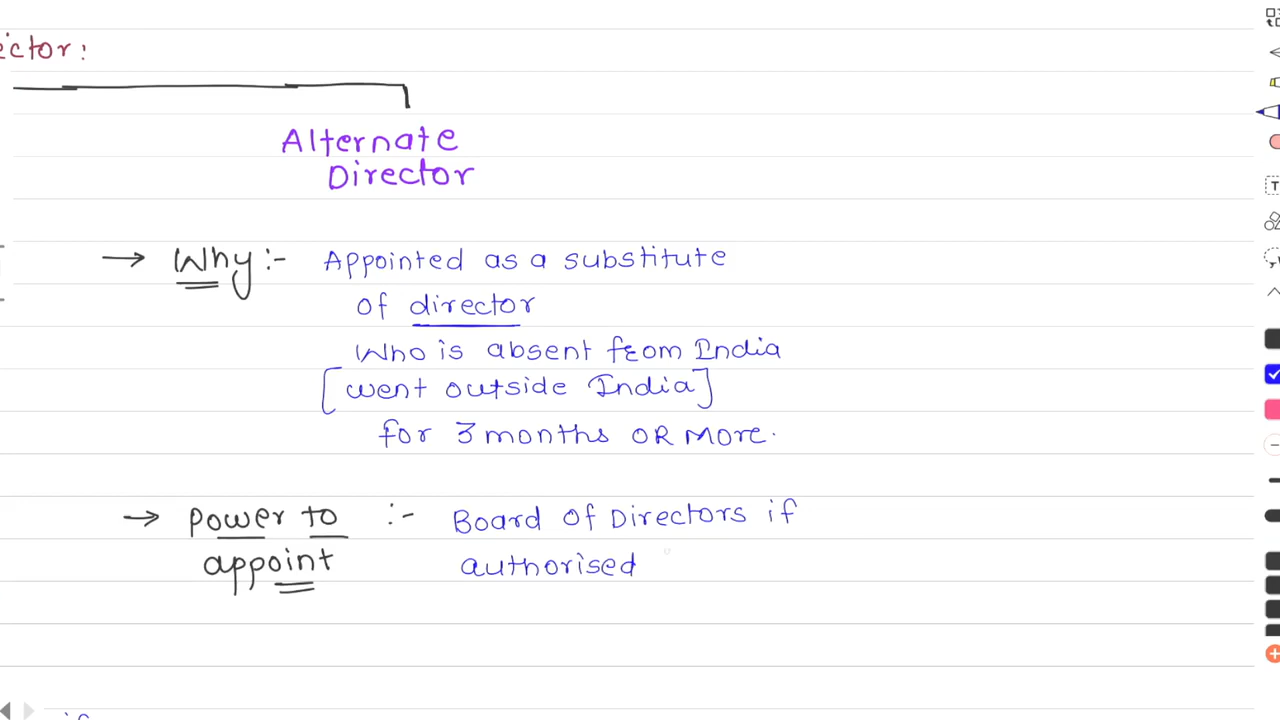 ector:
Alternate
Director
→ Why :- Appointed as a substitute
of director
Who is absent from India
[went outside India]
for 3 months OR More.
→ Power to :- Board of Directors if
appoint authorised
if